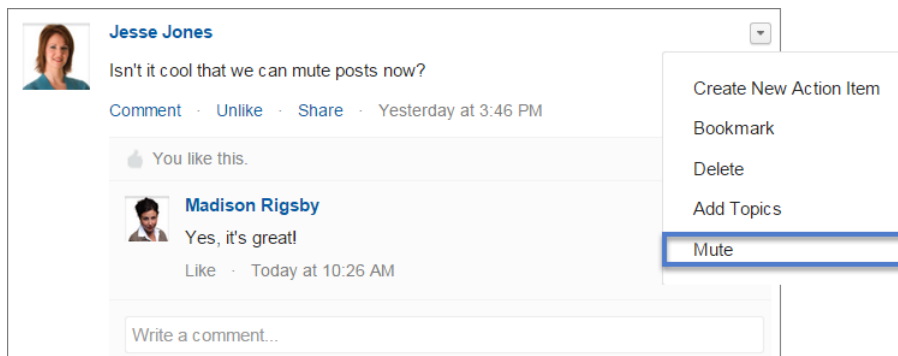 Jesse Jones
Isn't it cool that we can mute posts now?
Comment · Unlike · Share · Yesterday at 3:46 PM
You like this.
Madison Rigsby
Yes, it's great!
Like · Today at 10:26 AM
Write a comment...
Create New Action Item
Bookmark
Delete
Add Topics
Mute